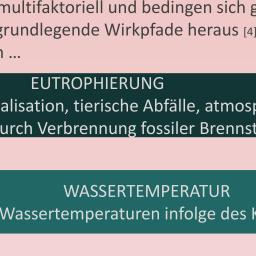 multifaktoriell und bedingen sich g
grundlegende Wirkpfade heraus [4]
n ...
EUTROPHIERUNG
alisation, tierische Abfälle, atmosp
urch Verbrennung fossiler Brennst
WASSERTEMPERATUR
Wassertemperaturen infolge des K